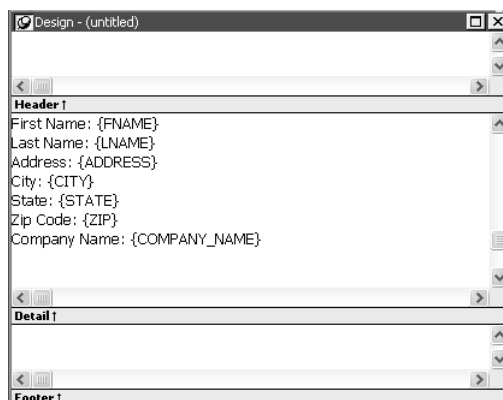 Design - (untitled)
Header ↑
First Name: {FNAME}
Last Name: {LNAME}
Address: {ADDRESS}
City: {CITY}
State: {STATE}
Zip Code: {ZIP}
Company Name: {COMPANY_NAME}
Detail ↑
Footer ↑